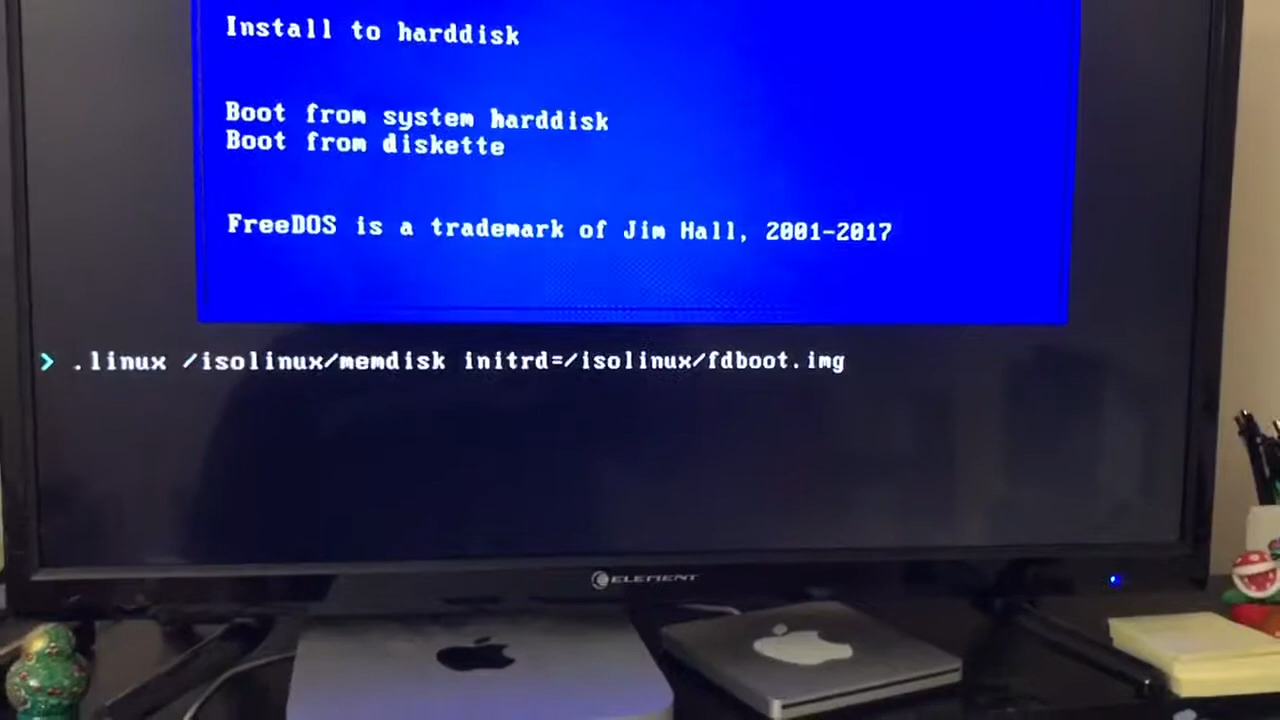 Install to harddisk
Boot from system harddisk
Boot from diskette
FreeDOS is a trademark of Jim Hall, 2001-2017
> .linux /isolinux/memdisk initrd=/isolinux/fdboot.img
ELEMENT